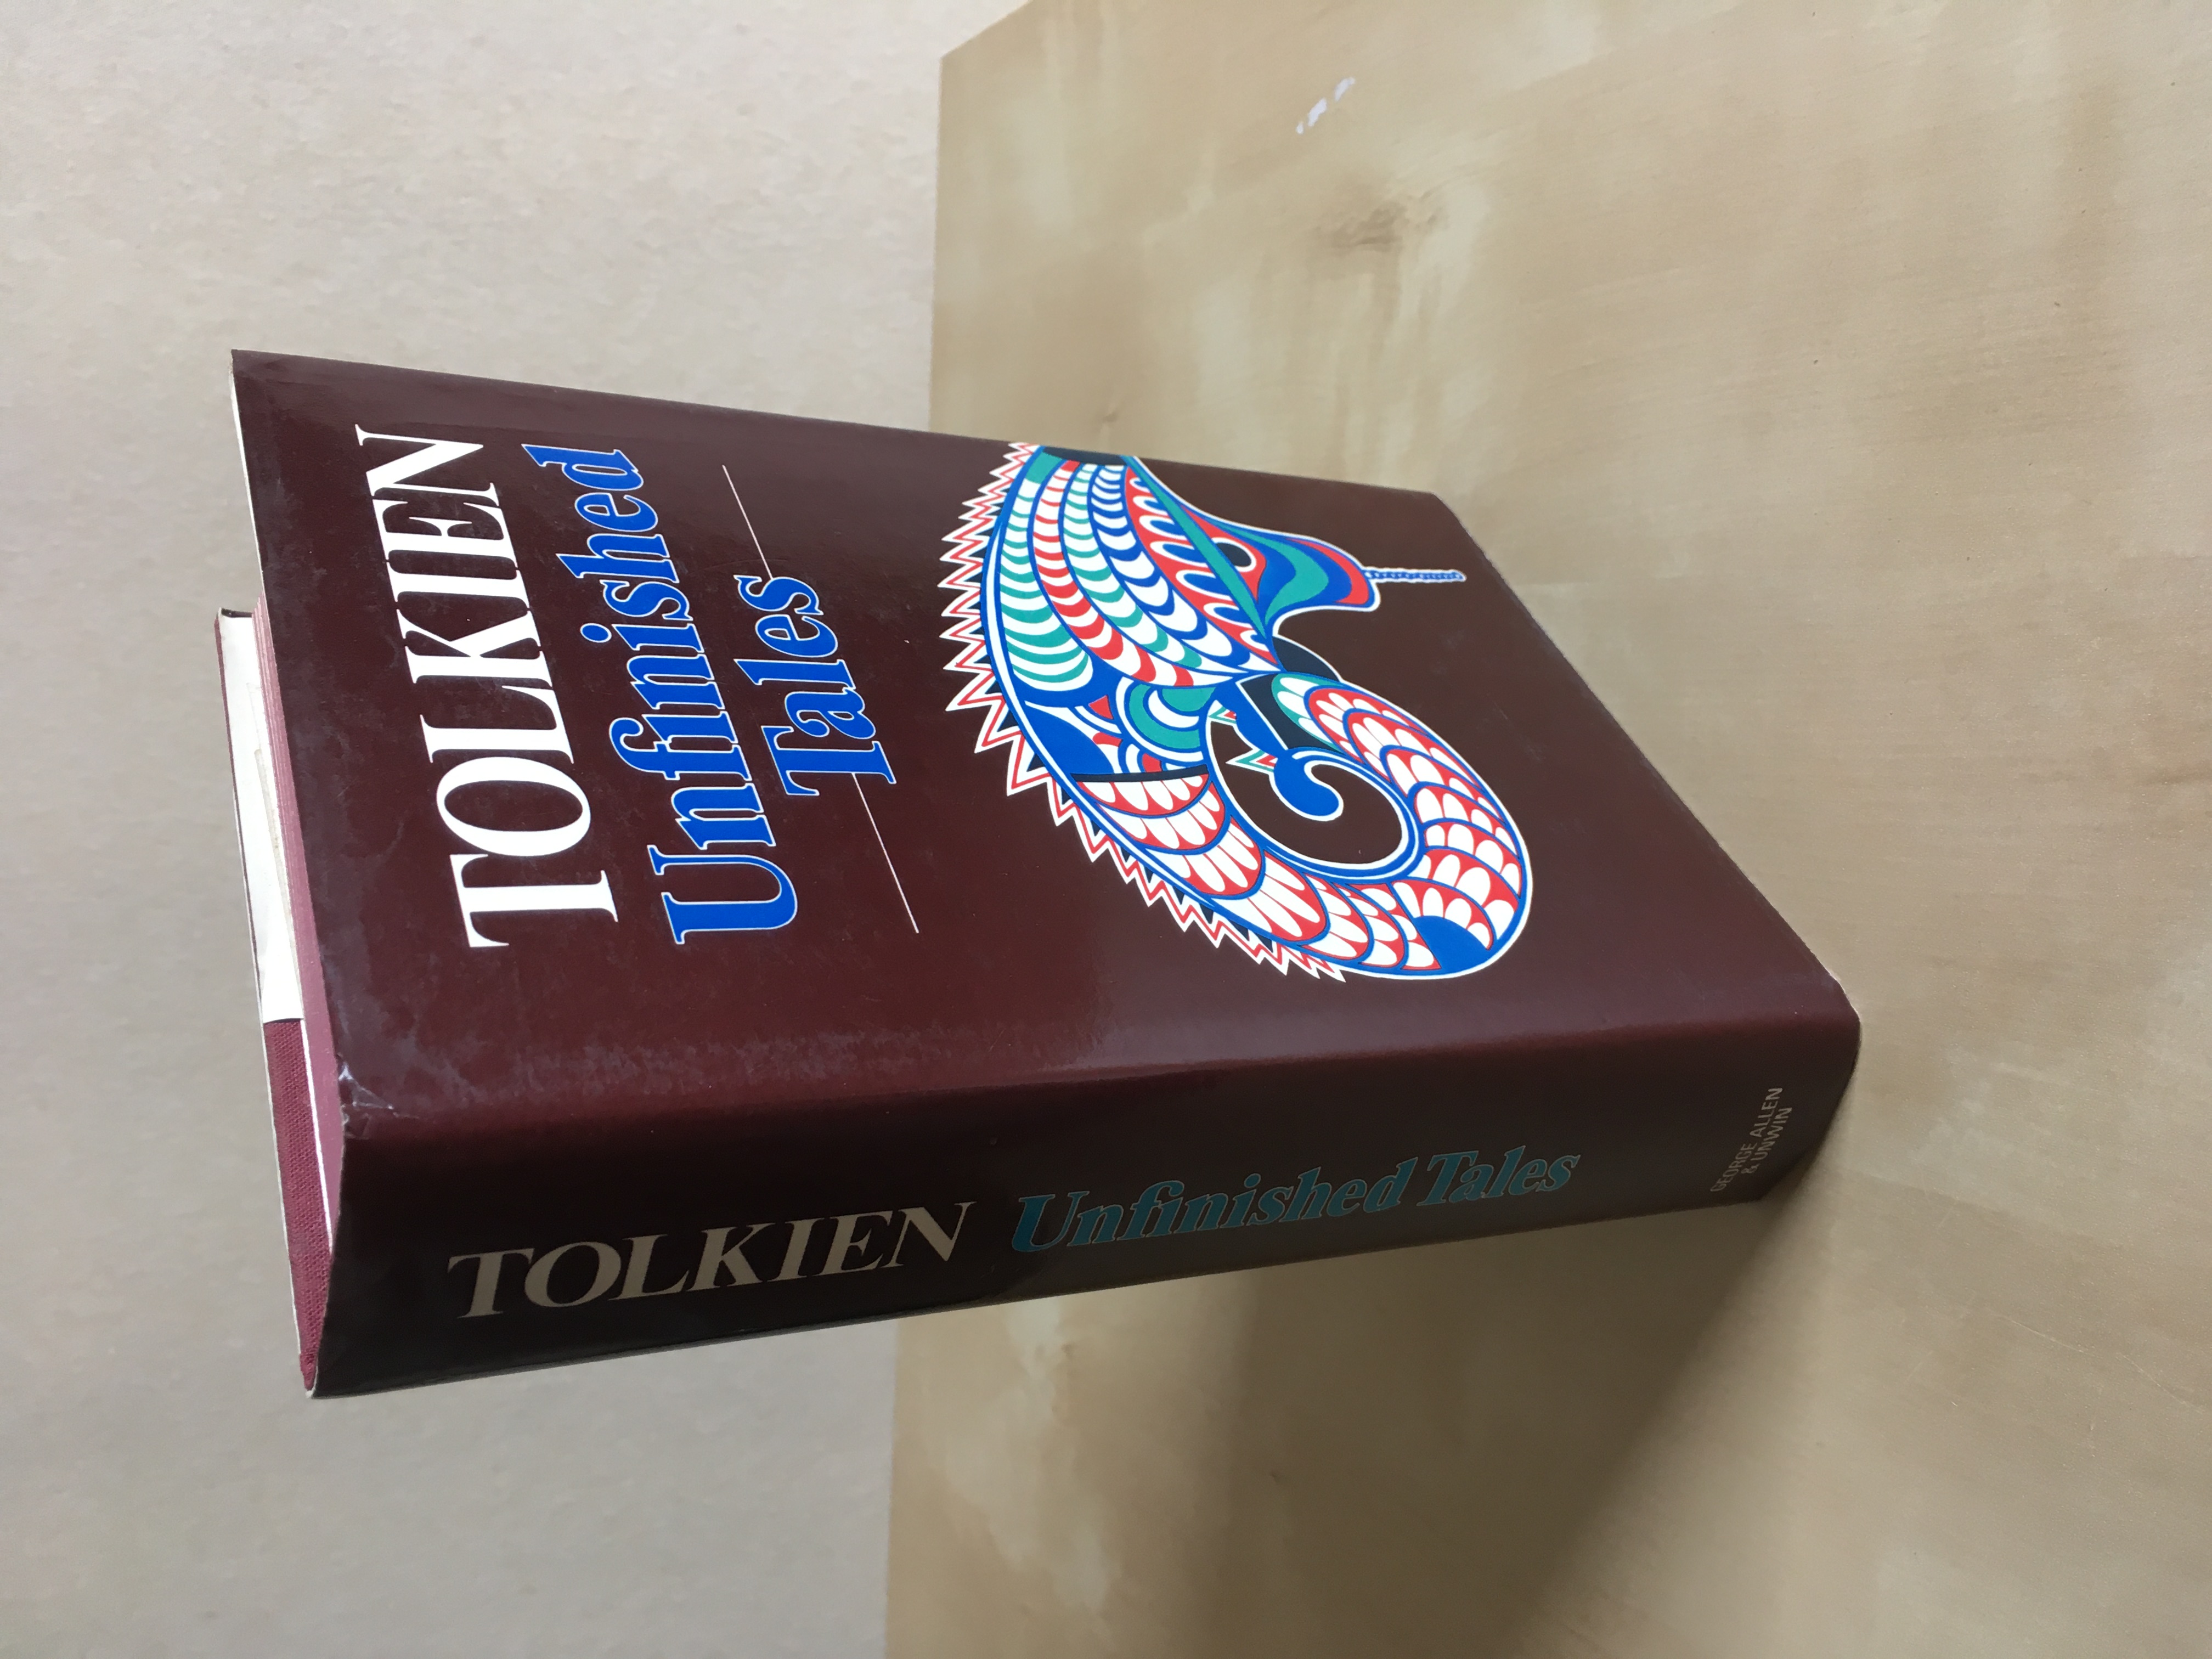 TOLKIEN
Unfinished
Tales
TOLKIEN Unfinished Tales
GEORGE ALLEN
& UNWIN